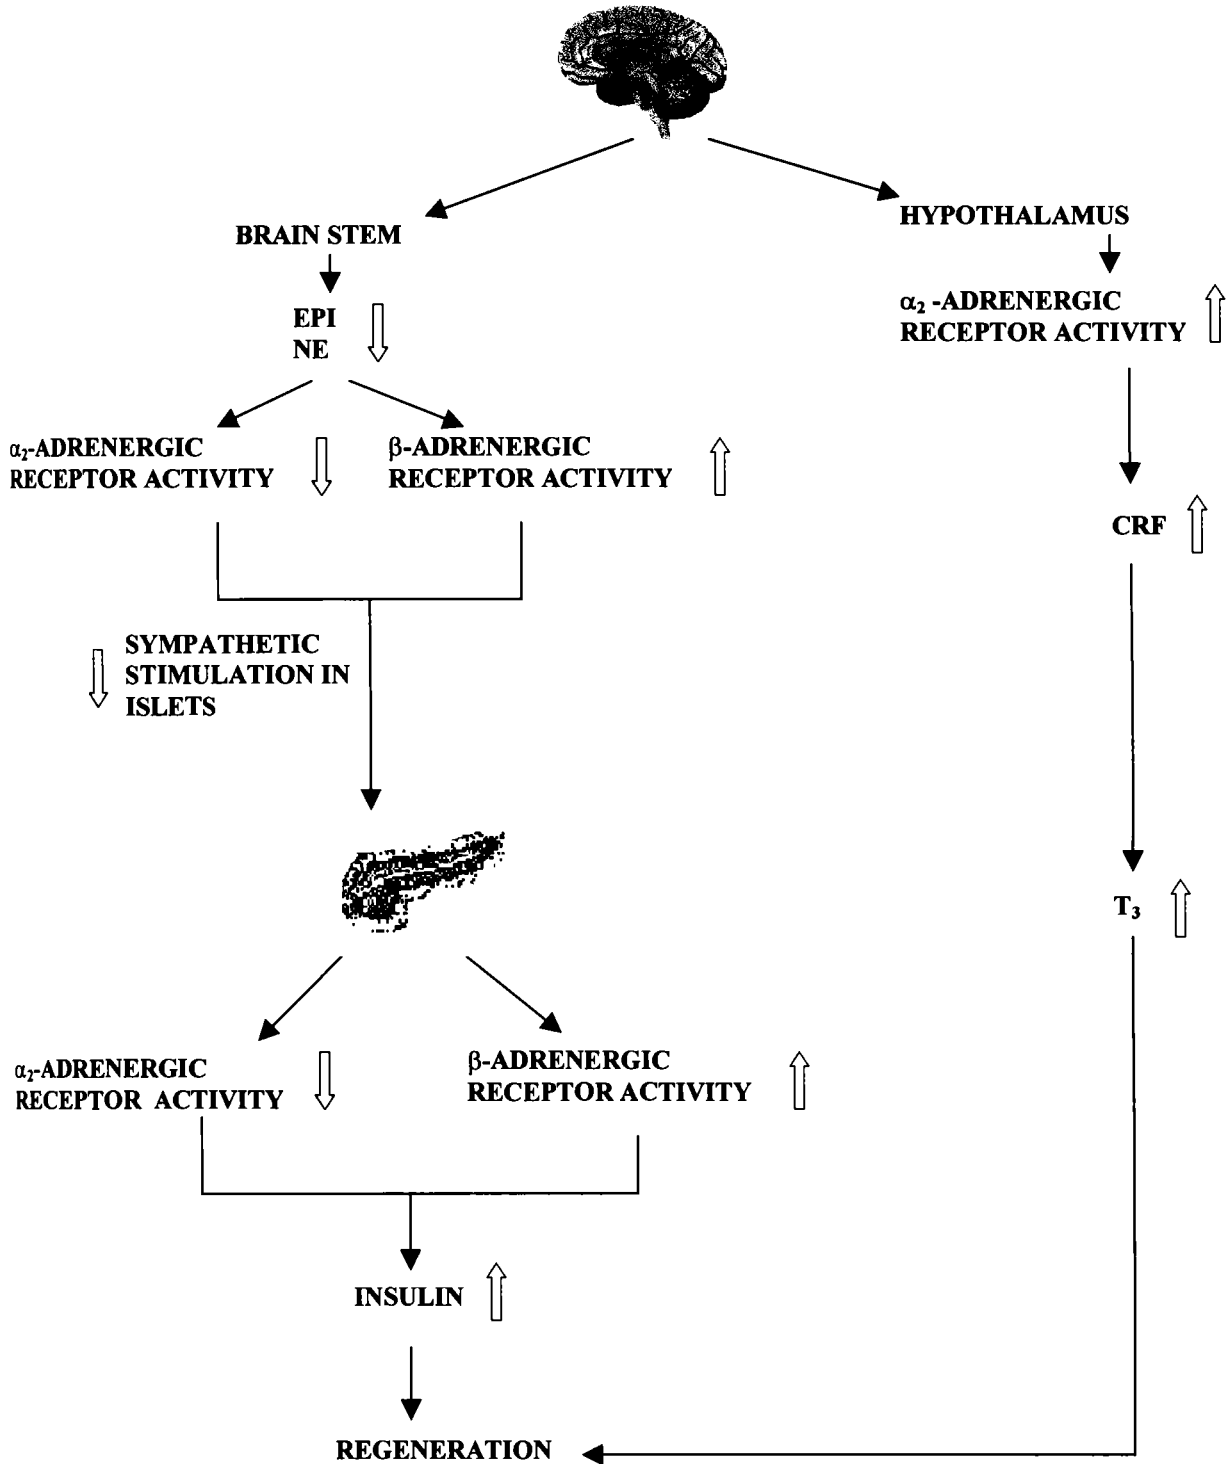 BRAIN STEM
HYPOTHALAMUS
EPI
NE
α₂ -ADRENERGIC
RECEPTOR ACTIVITY
α₂-ADRENERGIC
RECEPTOR ACTIVITY
β-ADRENERGIC
RECEPTOR ACTIVITY
CRF
SYMPATHETIC
STIMULATION IN
ISLETS
T₃
α₂-ADRENERGIC
RECEPTOR ACTIVITY
β-ADRENERGIC
RECEPTOR ACTIVITY
INSULIN
REGENERATION